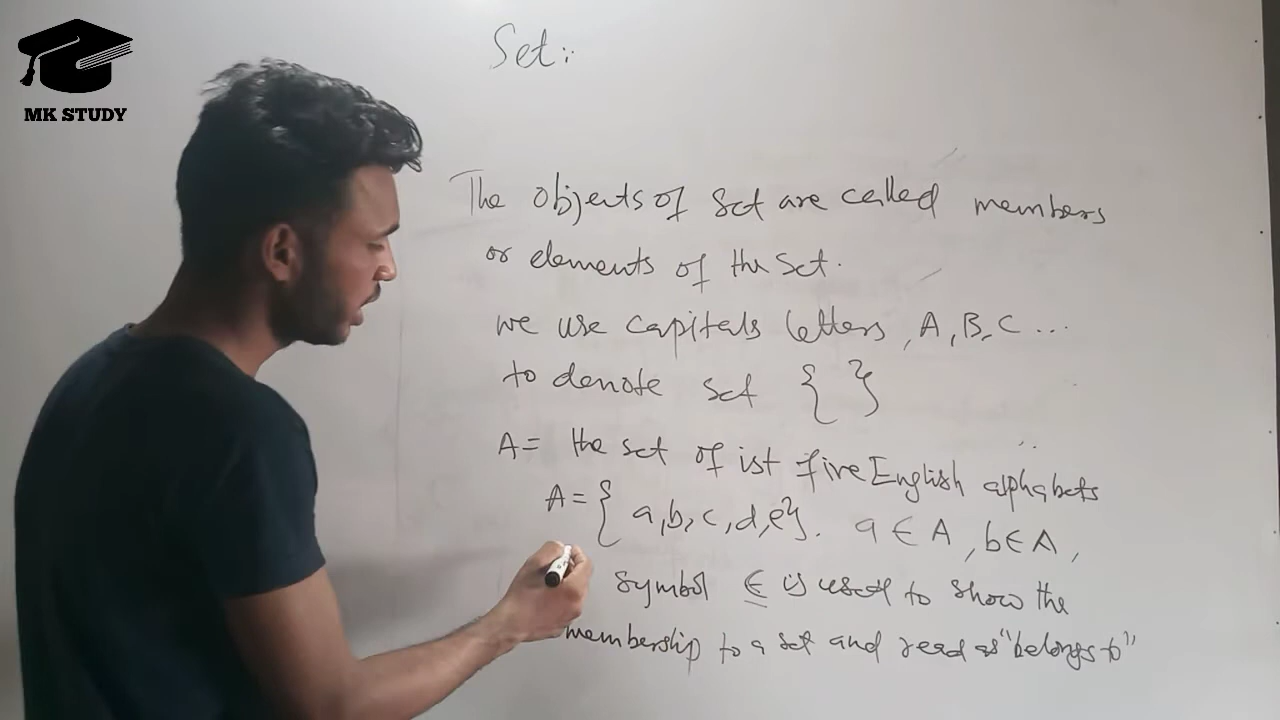 MK STUDY
Set:
The objects of Set are called members
or elements of the Set.
we use capitals letters, A, B, C ...
to denote set { }
A = the set of ist five English alphabets
A = { a, b, c, d, e }. a ∈ A, b ∈ A,
symbol ∈ is used to show the
membership to a set and read as "belongs to"